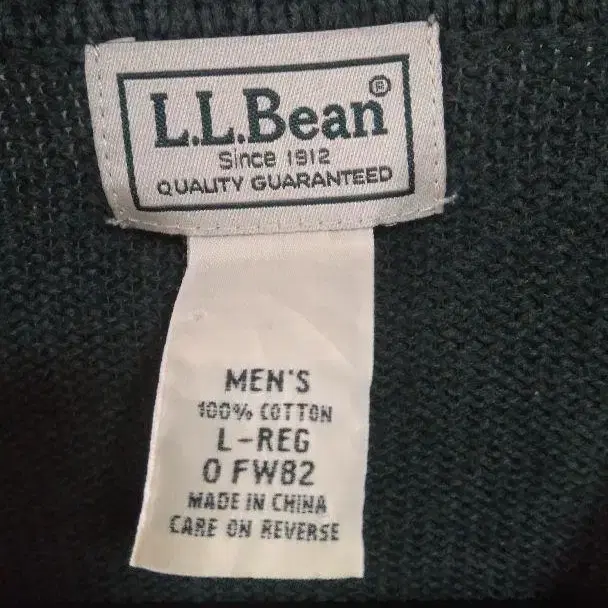 L.L.Bean®
Since 1912
QUALITY GUARANTEED
MEN'S
100% COTTON
L-REG
0 FW82
MADE IN CHINA
CARE ON REVERSE